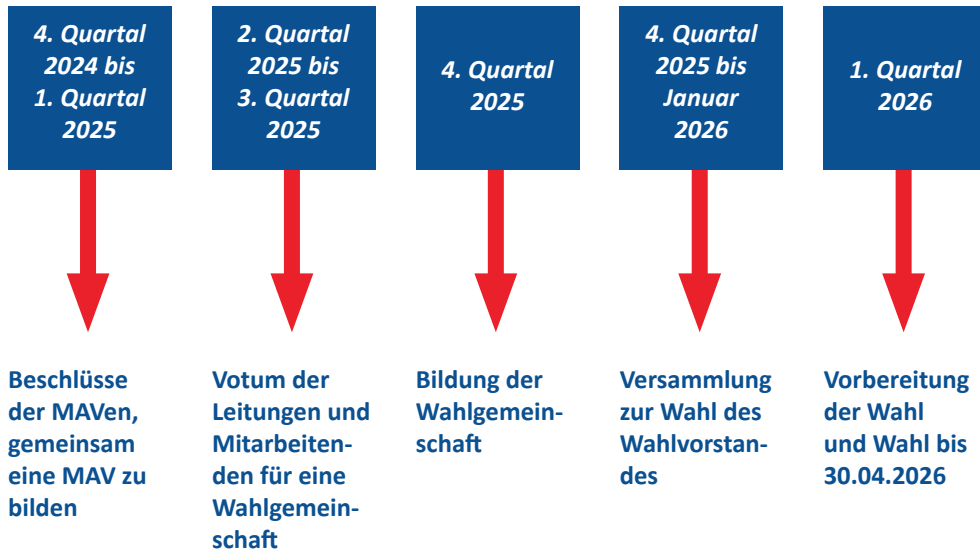 4. Quartal
2024 bis
1. Quartal
2025
2. Quartal
2025 bis
3. Quartal
2025
4. Quartal
2025
4. Quartal
2025 bis
Januar
2026
1. Quartal
2026
Beschlüsse
der MAVen,
gemeinsam
eine MAV zu
bilden
Votum der
Leitungen und
Mitarbeiten-
den für eine
Wahlgemein-
schaft
Bildung der
Wahlgemein-
schaft
Versammlung
zur Wahl des
Wahlvorstan-
des
Vorbereitung
der Wahl
und Wahl bis
30.04.2026